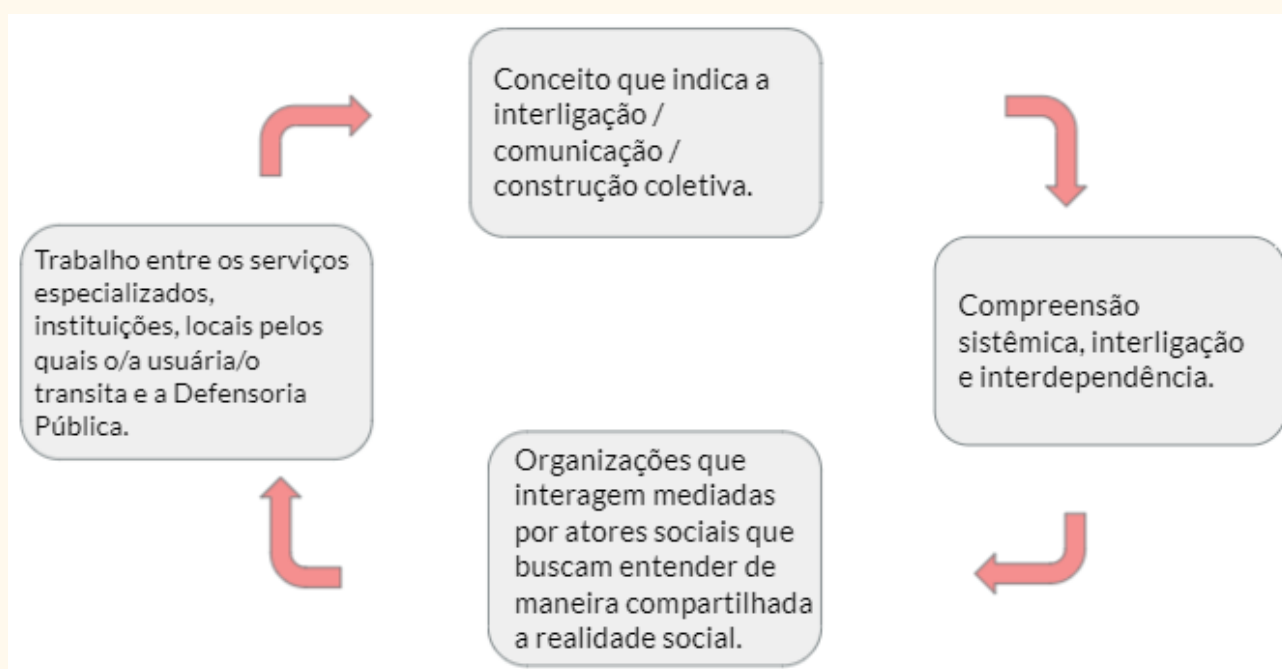 Conceito que indica a
interligação /
comunicação /
construção coletiva.
Compreensão
sistêmica, interligação
e interdependência.
Organizações que
interagem mediadas
por atores sociais que
buscam entender de
maneira compartilhada
a realidade social.
Trabalho entre os serviços
especializados,
instituições, locais pelos
quais o/a usuária/o
transita e a Defensoria
Pública.